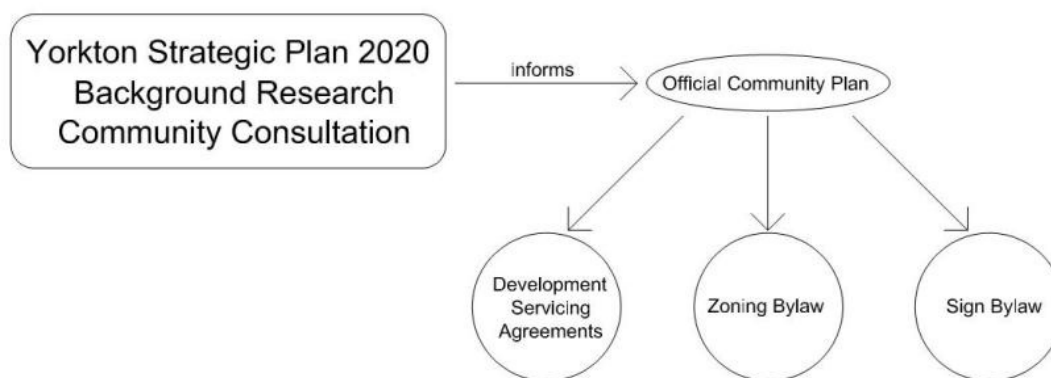 Yorkton Strategic Plan 2020
Background Research
Community Consultation
informs
Official Community Plan
Development
Servicing
Agreements
Zoning Bylaw
Sign Bylaw